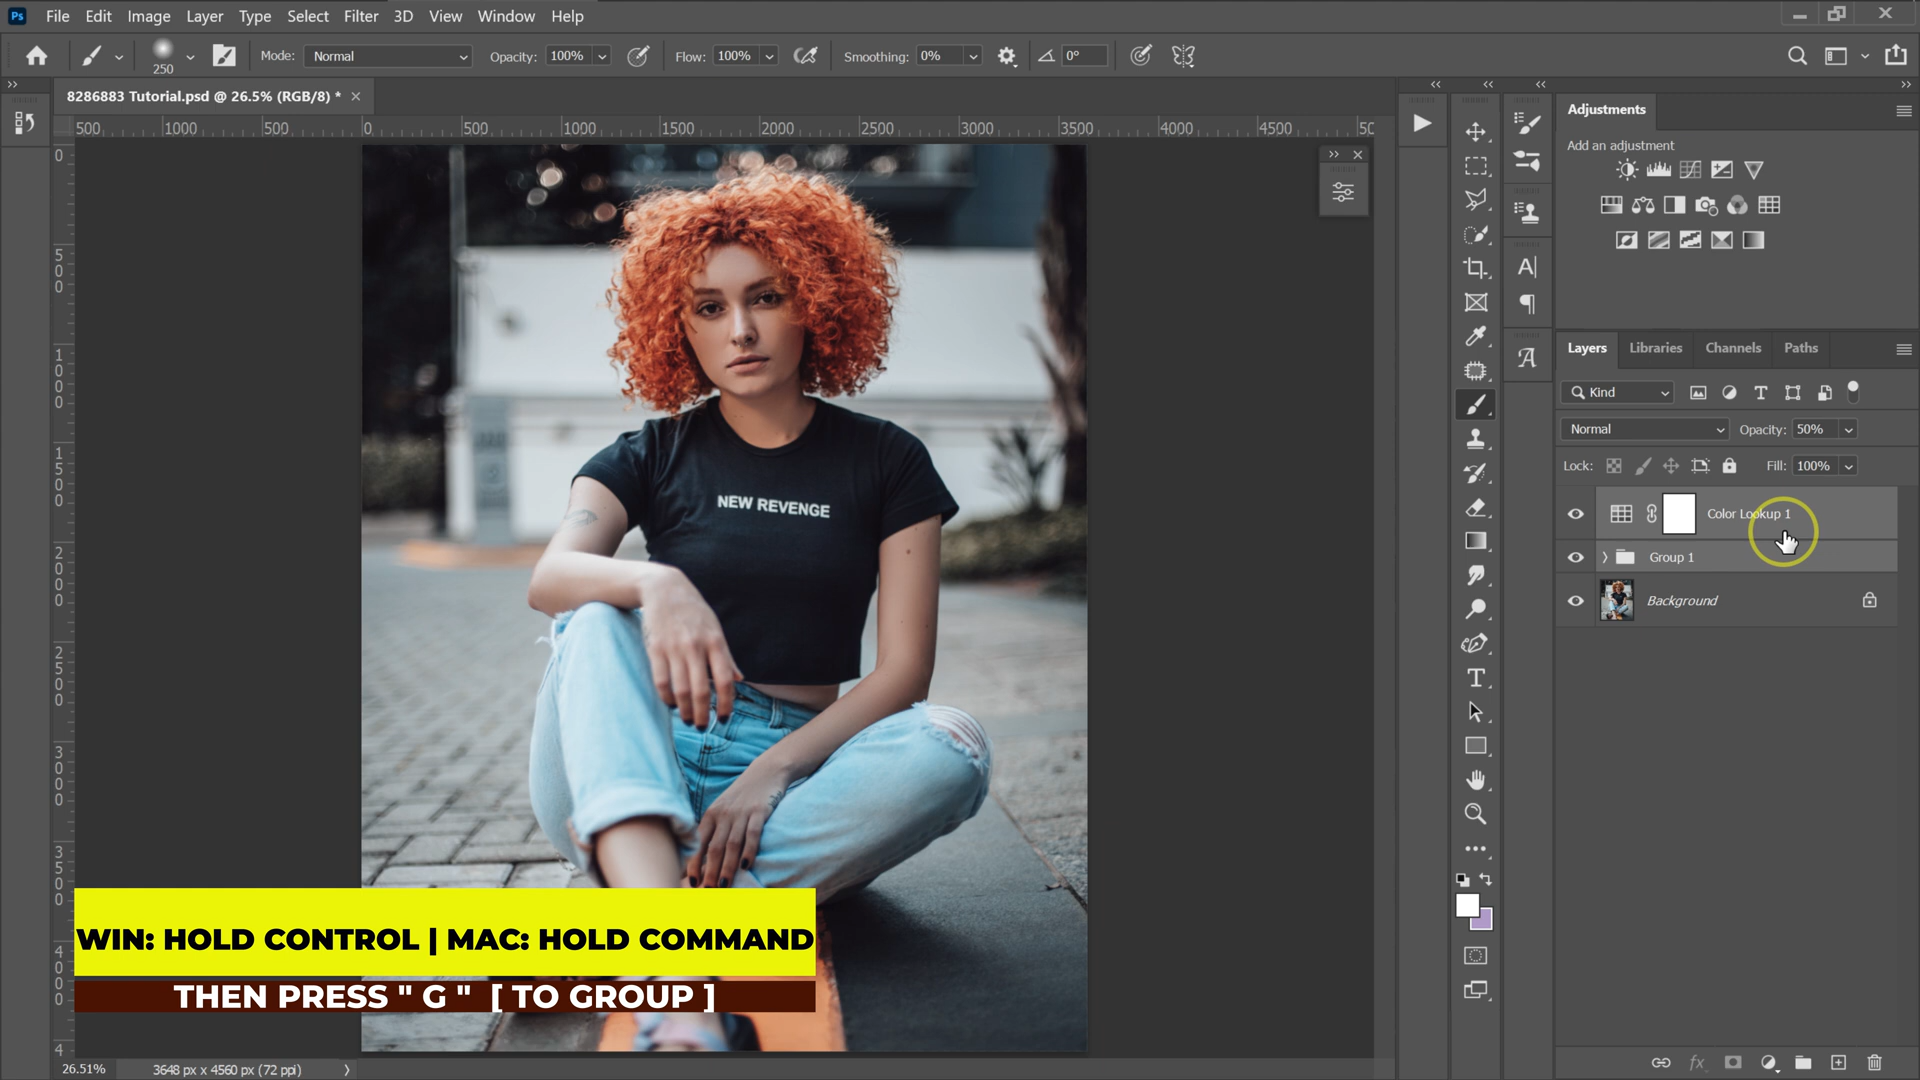 Ps File Edit Image Layer Type Select Filter 3D View Window Help
250 Mode: Normal Opacity: 100% Flow: 100% Smoothing: 0% 0°
8286883 Tutorial.psd @ 26.5% (RGB/8) *
500 1000 500 0 500 1000 1500 2000 2500 3000 3500 4000 4500 50
0
500
1000
1500
2000
2500
3000
3500
4000
4
NEW REVENGE
WIN: HOLD CONTROL | MAC: HOLD COMMAND
THEN PRESS " G " [ TO GROUP ]
26.51% 3648 px x 4560 px (72 ppi)
Adjustments
Add an adjustment
Layers Libraries Channels Paths
Kind
Normal Opacity: 50%
Lock: Fill: 100%
Color Lookup 1
Group 1
Background